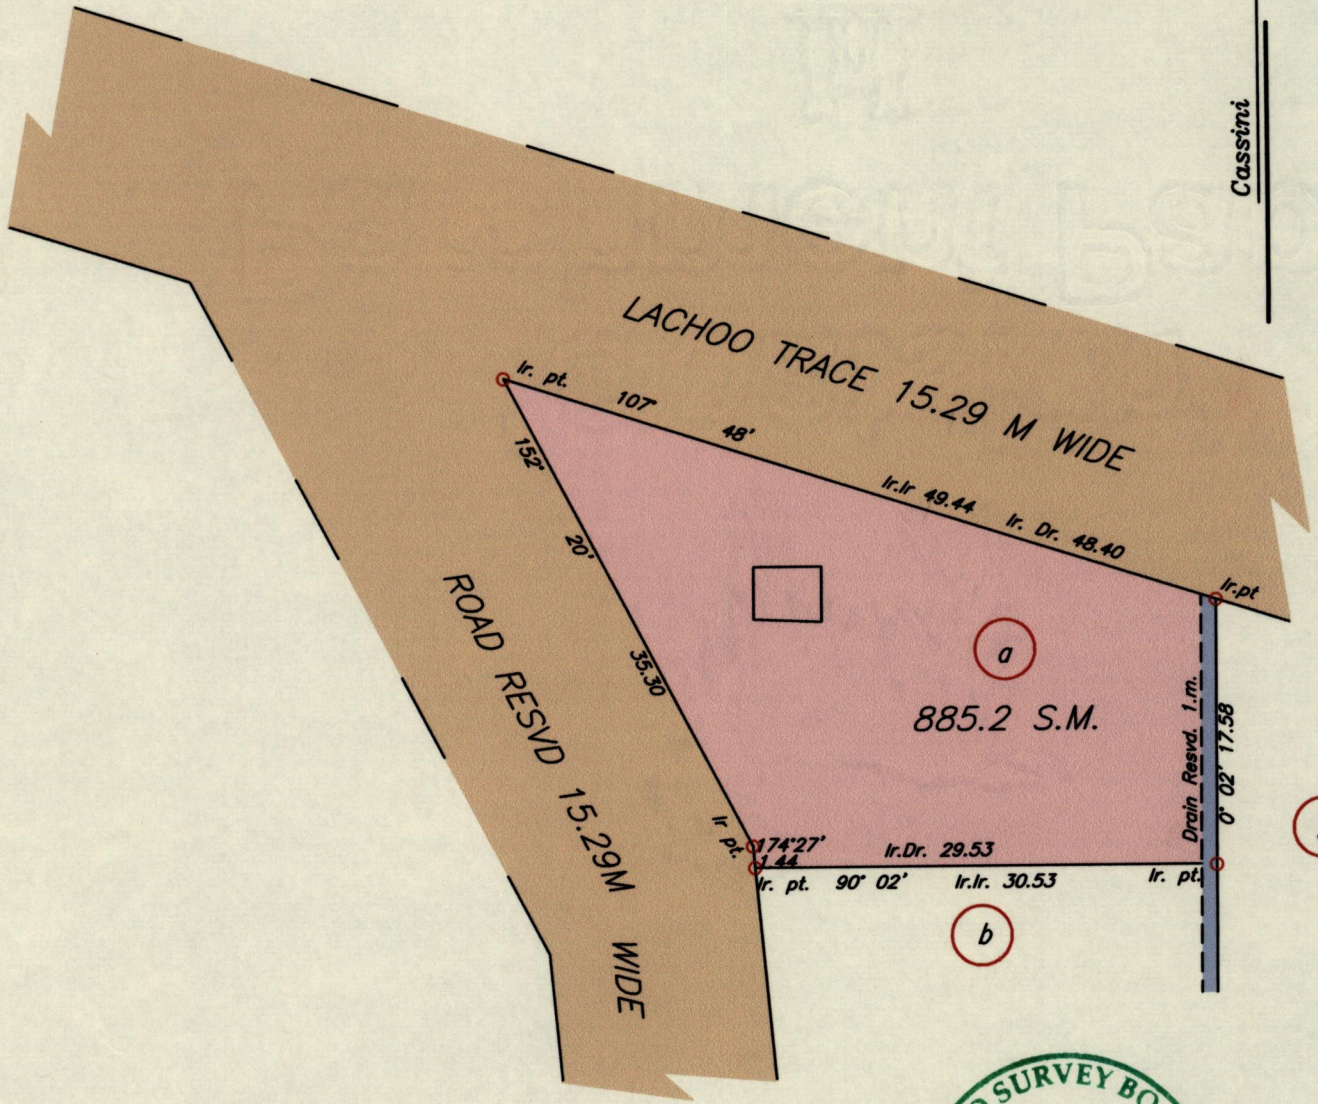 Cassini
LACHOO TRACE 15.29 M WIDE
Ir. pt.
107°
48'
Ir.Ir 49.44
Ir. Dr. 48.40
Ir.pt
152°
20'
35.30
ROAD RESVD 15.29M WIDE
a
885.2 S.M.
Drain Resvd. 1.m.
0° 02' 17.58
Ir pt.
174°27'
1.44
Ir.Dr. 29.53
Ir. pt.
90° 02'
Ir.Ir. 30.53
Ir. pt.
b
SURVEY BO